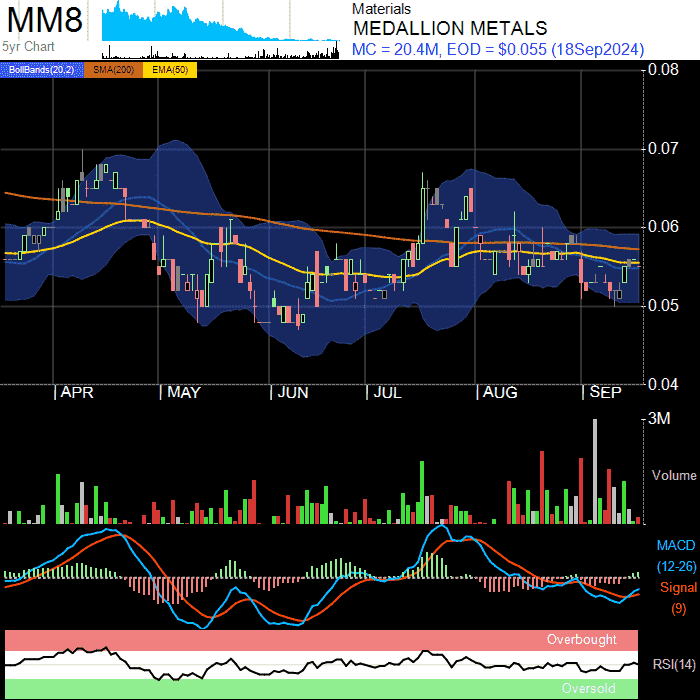 MM8
5yr Chart
Materials
MEDALLION METALS
MC = 20.4M, EOD = $0.055 (18Sep2024)
BollBands(20,2) SMA(200) EMA(50)
0.08
0.07
0.06
0.05
0.04
APR MAY JUN JUL AUG SEP
3M
Volume
MACD
(12-26)
Signal
(9)
Overbought
RSI(14)
Oversold